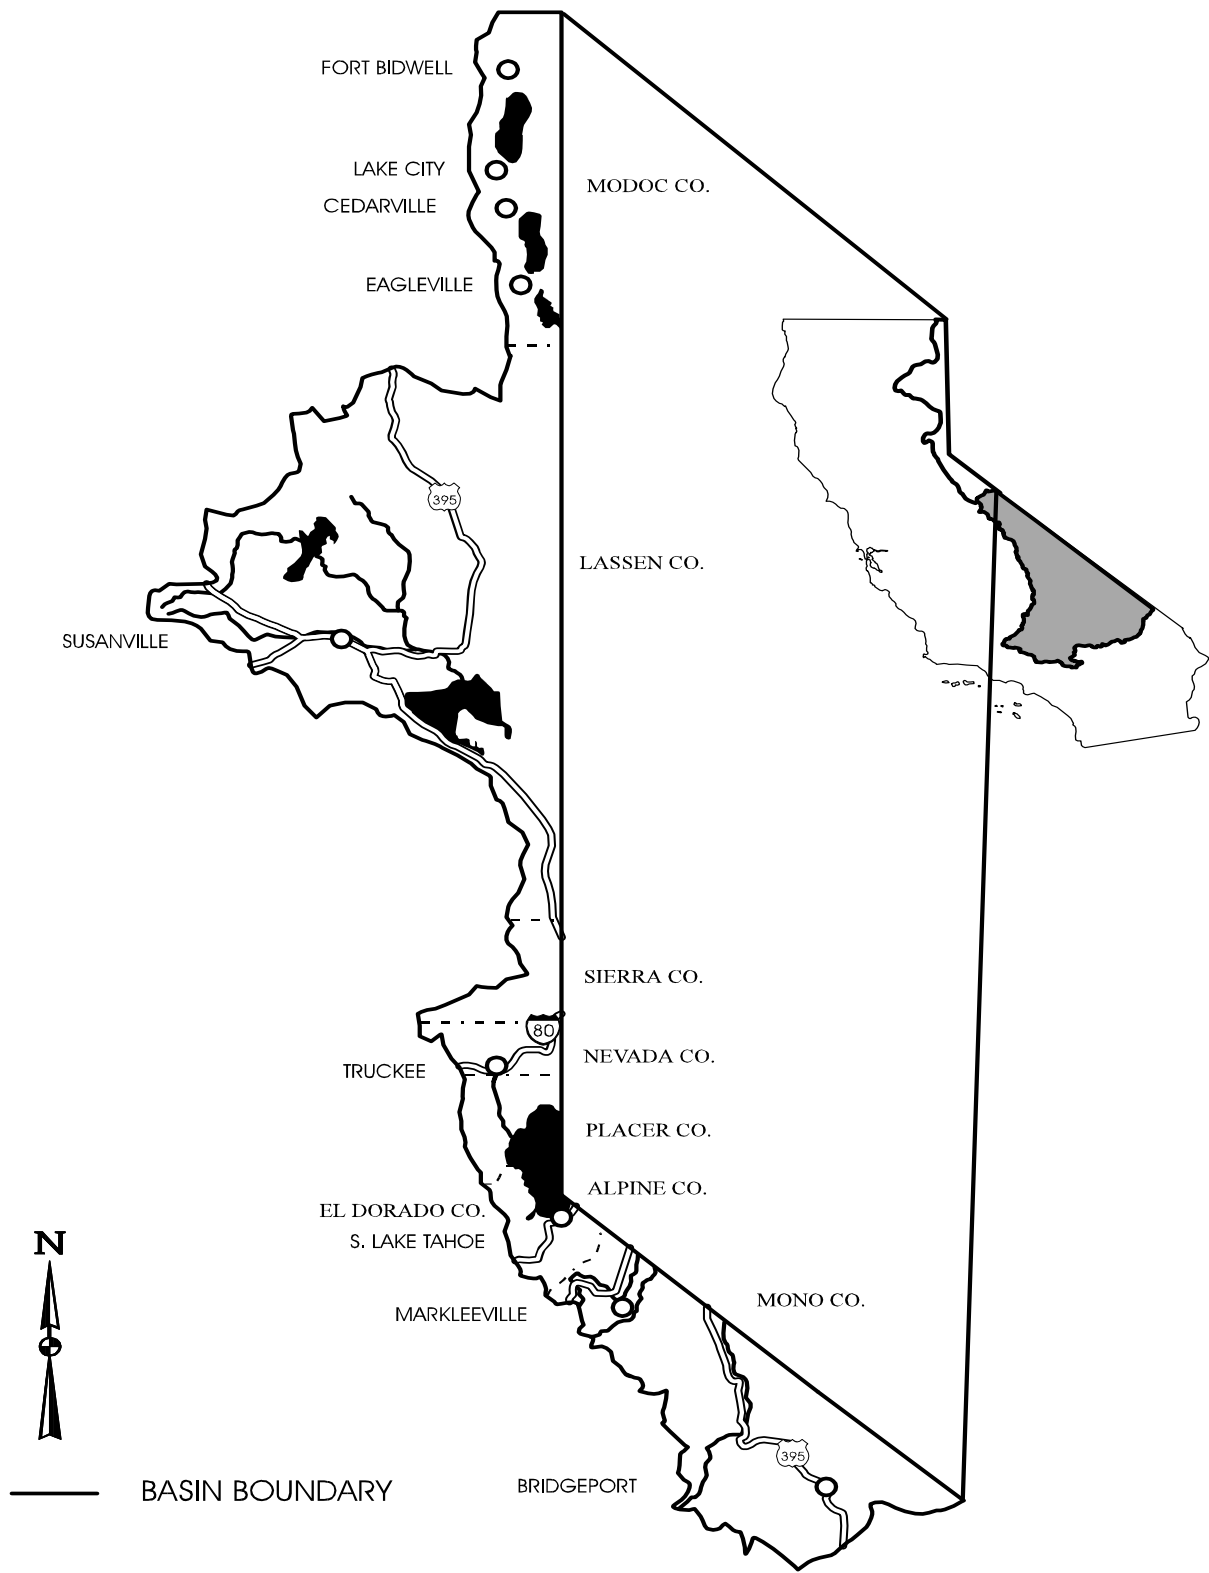 FORT BIDWELL
LAKE CITY
MODOC CO.
CEDARVILLE
EAGLEVILLE
395
LASSEN CO.
SUSANVILLE
SIERRA CO.
80
NEVADA CO.
TRUCKEE
PLACER CO.
ALPINE CO.
EL DORADO CO.
S. LAKE TAHOE
N
MONO CO.
MARKLEEVILLE
395
BRIDGEPORT
BASIN BOUNDARY